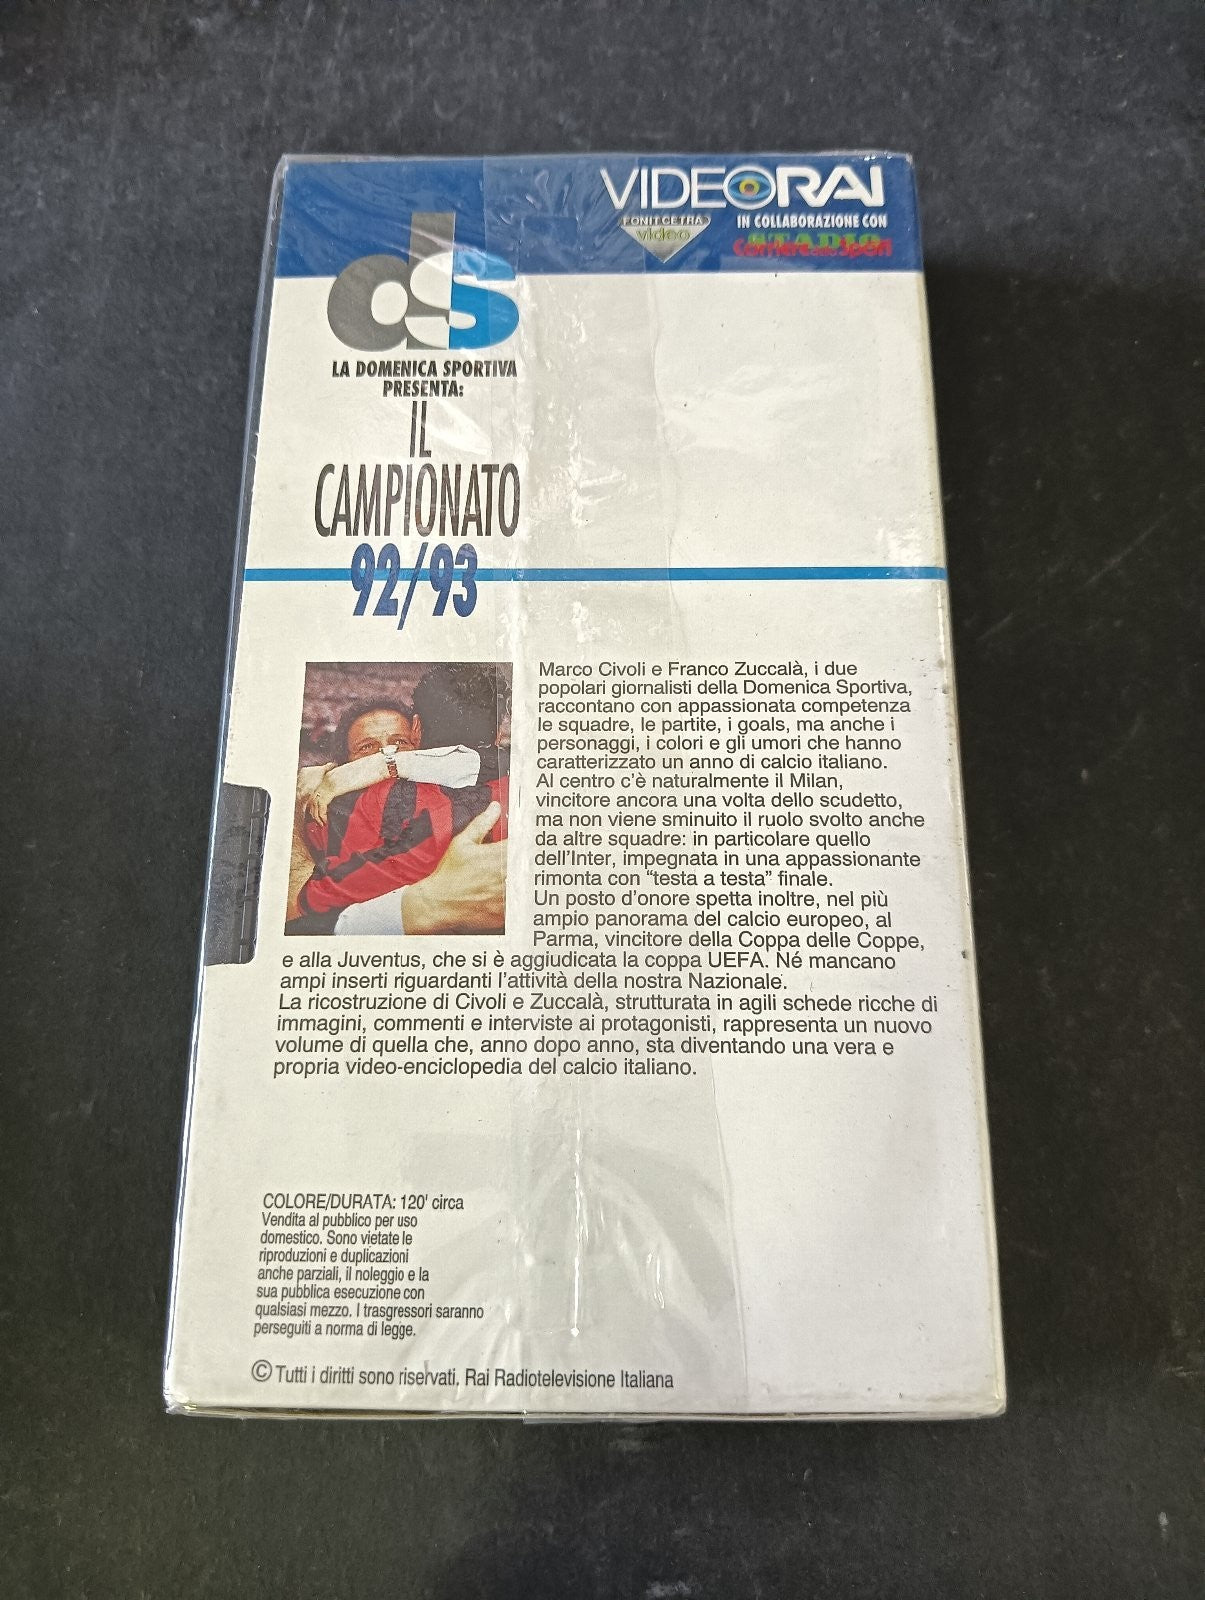 VIDEORAI
FONIT CETRA
video
IN COLLABORAZIONE CON
STADIO
Corriere dello Sport
ds
LA DOMENICA SPORTIVA
PRESENTA:
IL
CAMPIONATO
92/93
Marco Civoli e Franco Zuccalà, i due
popolari giornalisti della Domenica Sportiva,
raccontano con appassionata competenza
le squadre, le partite, i goals, ma anche i
personaggi, i colori e gli umori che hanno
caratterizzato un anno di calcio italiano.
Al centro c'è naturalmente il Milan,
vincitore ancora una volta dello scudetto,
ma non viene sminuito il ruolo svolto anche
da altre squadre: in particolare quello
dell'Inter, impegnata in una appassionante
rimonta con “testa a testa” finale.
Un posto d'onore spetta inoltre, nel più
ampio panorama del calcio europeo, al
Parma, vincitore della Coppa delle Coppe,
e alla Juventus, che si è aggiudicata la coppa UEFA. Né mancano
ampi inserti riguardanti l'attività della nostra Nazionale.
La ricostruzione di Civoli e Zuccalà, strutturata in agili schede ricche di
immagini, commenti e interviste ai protagonisti, rappresenta un nuovo
volume di quella che, anno dopo anno, sta diventando una vera e
propria video-enciclopedia del calcio italiano.
COLORE/DURATA: 120' circa
Vendita al pubblico per uso
domestico. Sono vietate le
riproduzioni e duplicazioni
anche parziali, il noleggio e la
sua pubblica esecuzione con
qualsiasi mezzo. I trasgressori saranno
perseguiti a norma di legge.
© Tutti i diritti sono riservati. Rai Radiotelevisione Italiana